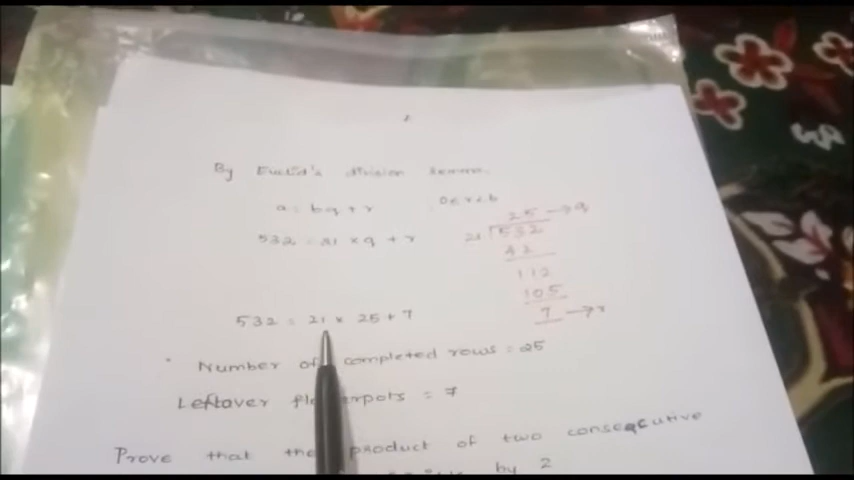 By Euclid's division lemma
a = bq + r 0 ≤ r < b
532 = 21 × q + r
25 → q
21 532
42
112
105
7 → r
532 = 21 × 25 + 7
Number of completed rows = 25
Leftover flowerpots = 7
Prove that the product of two consecutive
by 2